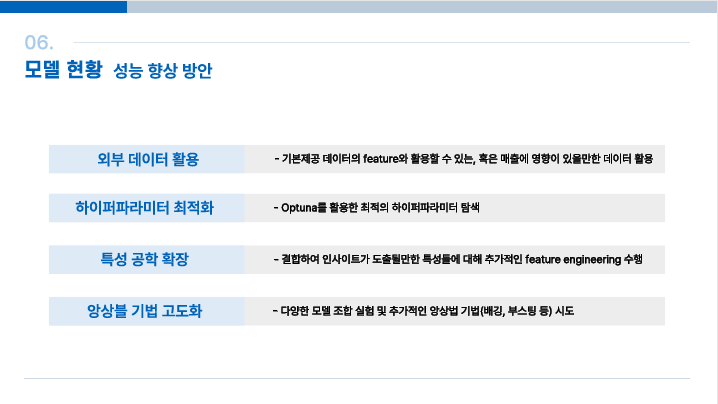 06.
모델 현황 성능 향상 방안
외부 데이터 활용
- 기본제공 데이터의 feature와 활용할 수 있는, 혹은 매출에 영향이 있을만한 데이터 활용
하이퍼파라미터 최적화
- Optuna를 활용한 최적의 하이퍼파라미터 탐색
특성 공학 확장
- 결합하여 인사이트가 도출될만한 특성들에 대해 추가적인 feature engineering 수행
앙상블 기법 고도화
- 다양한 모델 조합 실험 및 추가적인 앙상법 기법(배깅, 부스팅 등) 시도